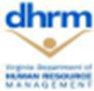 dhrm
Virginia Department of
HUMAN RESOURCE
MANAGEMENT